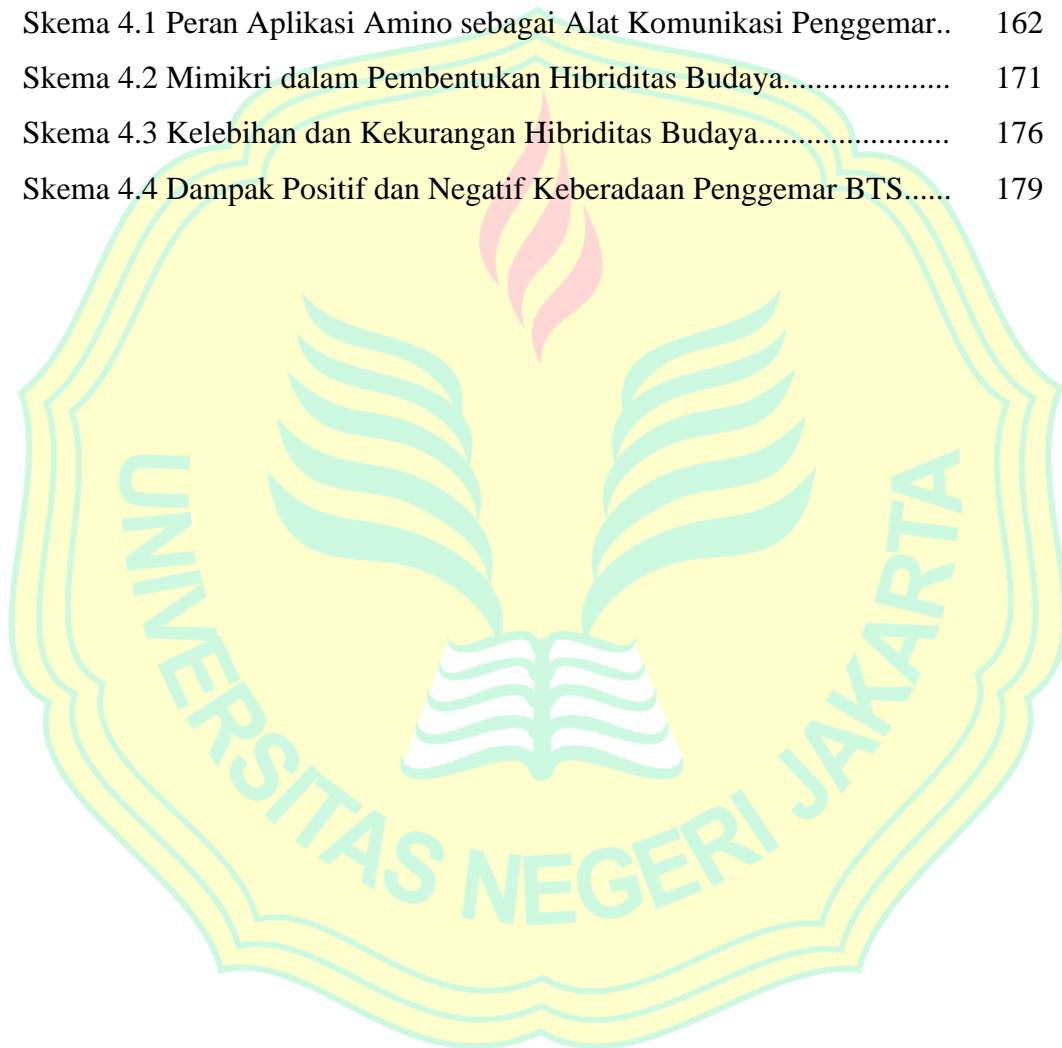 Skema 4.1 Peran Aplikasi Amino sebagai Alat Komunikasi Penggemar.. 162
Skema 4.2 Mimikri dalam Pembentukan Hibriditas Budaya.................... 171
Skema 4.3 Kelebihan dan Kekurangan Hibriditas Budaya....................... 176
Skema 4.4 Dampak Positif dan Negatif Keberadaan Penggemar BTS...... 179
UNIVERSITAS NEGERI JAKARTA